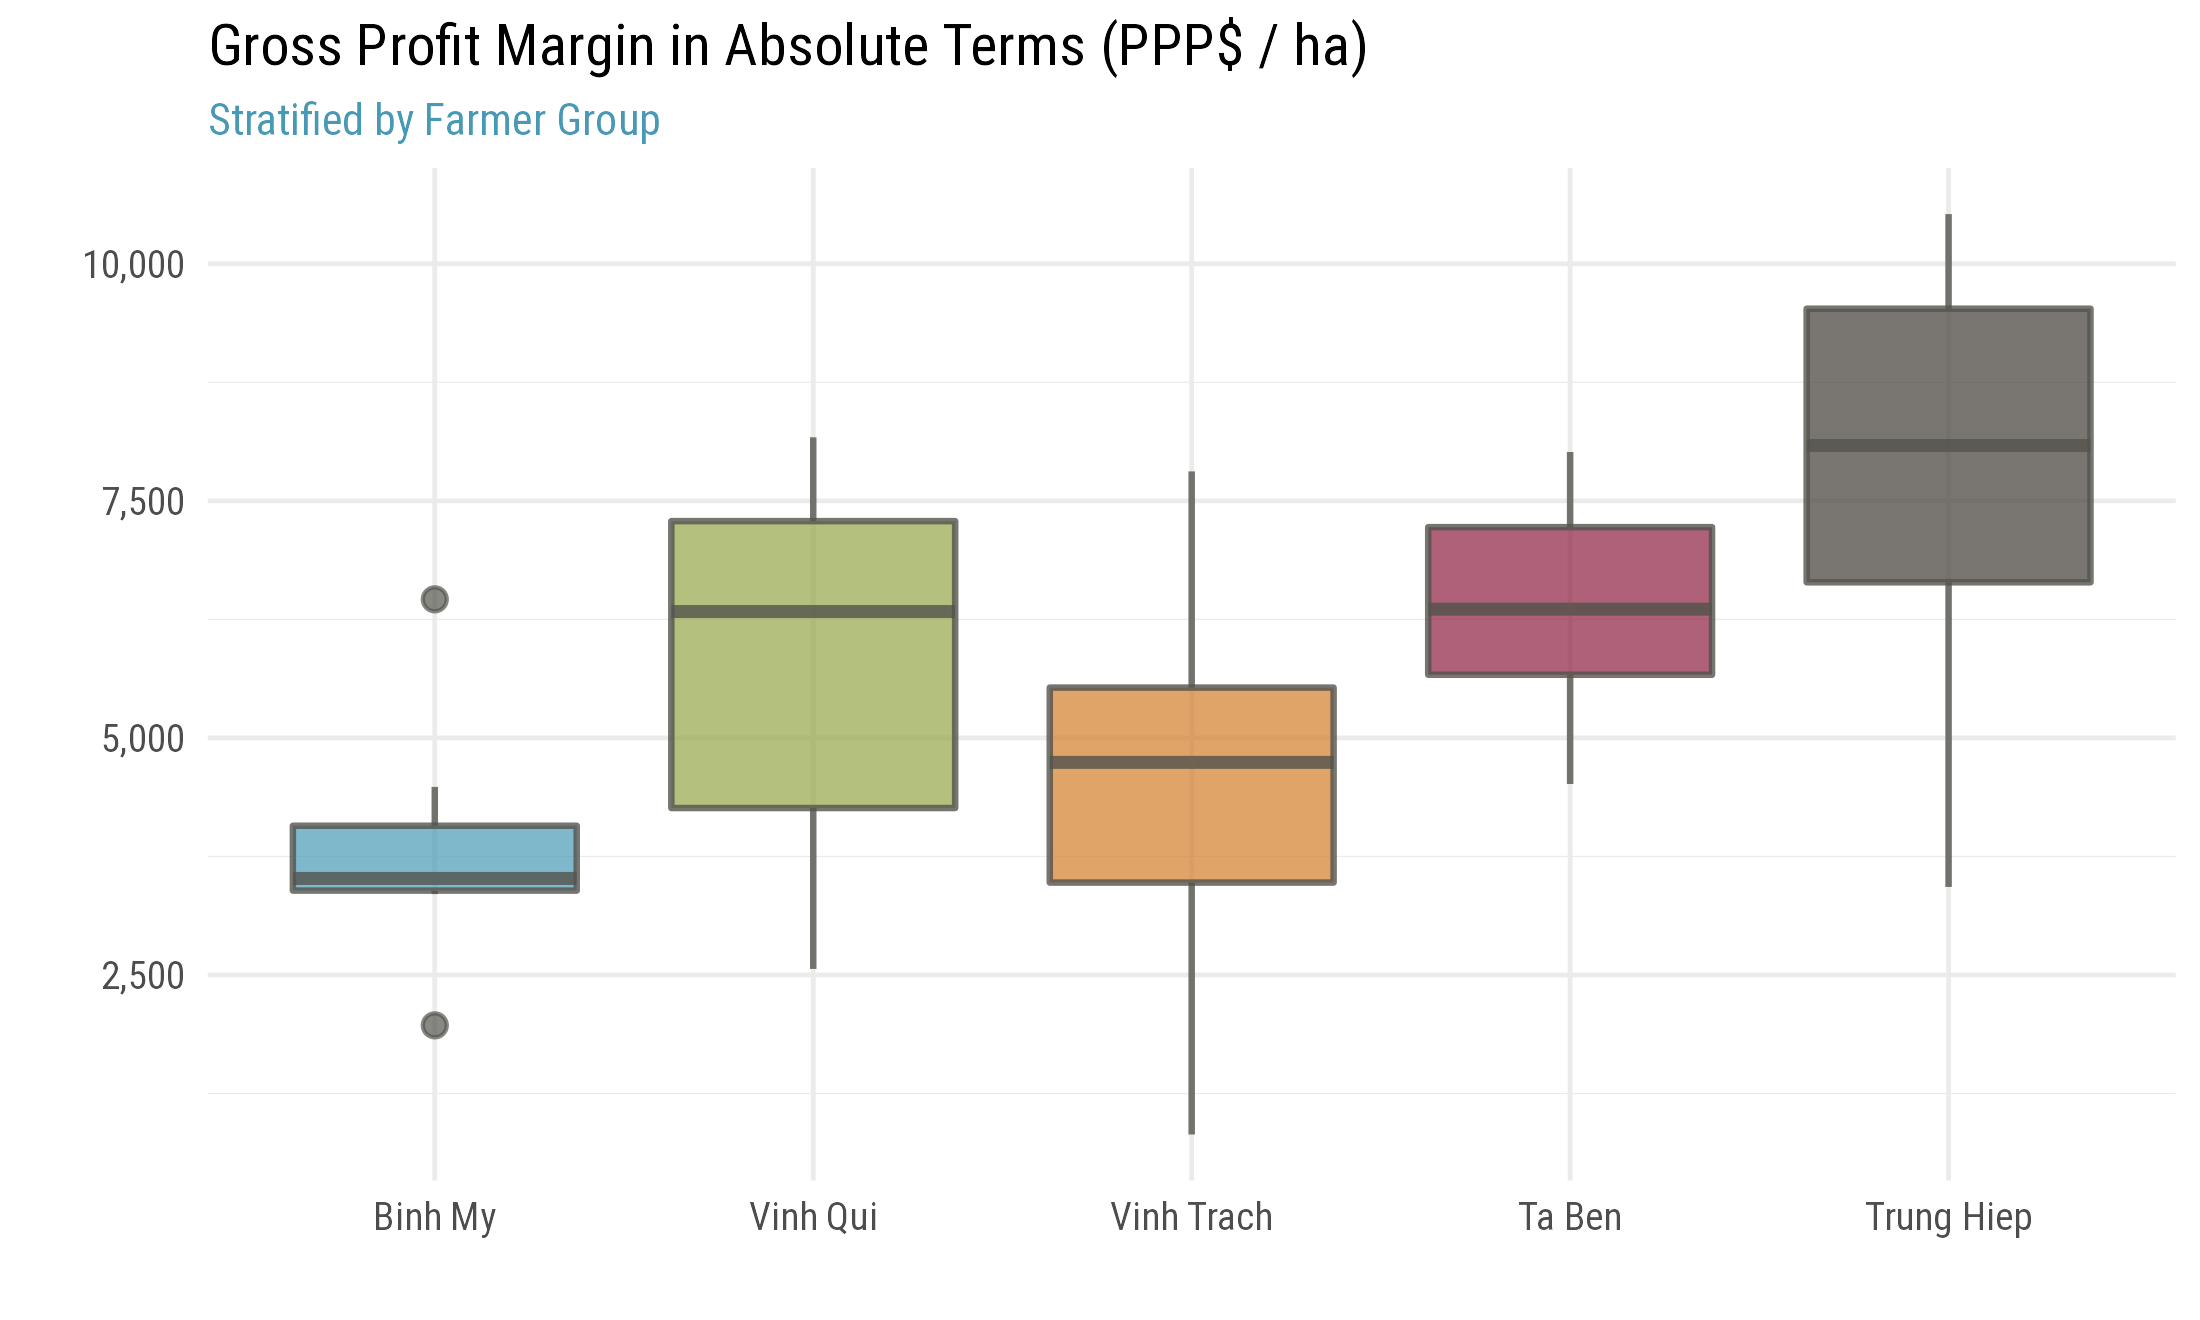 Gross Profit Margin in Absolute Terms (PPP$ / ha)
Stratified by Farmer Group
10,000
7,500
5,000
2,500
Binh My
Vinh Qui
Vinh Trach
Ta Ben
Trung Hiep